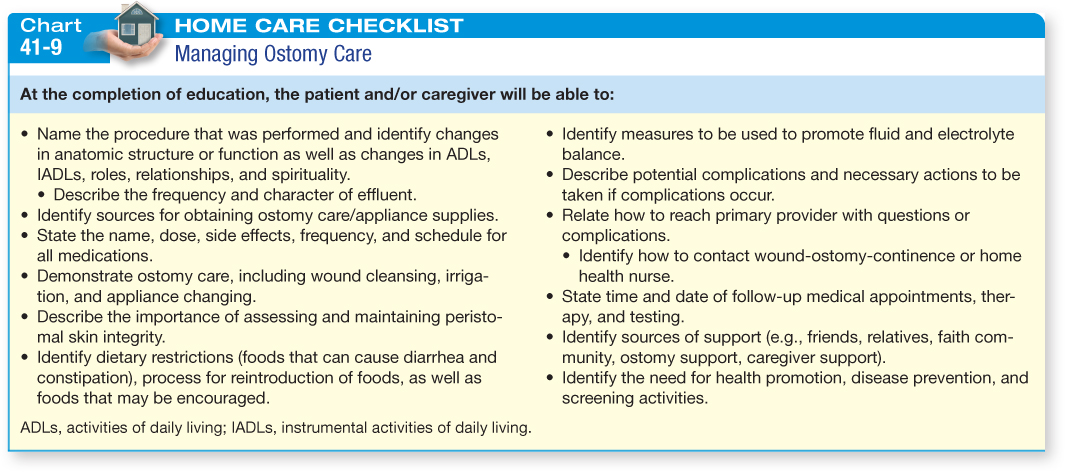 Chart
41-9
HOME CARE CHECKLIST
Managing Ostomy Care
At the completion of education, the patient and/or caregiver will be able to:
• Name the procedure that was performed and identify changes
in anatomic structure or function as well as changes in ADLs,
IADLs, roles, relationships, and spirituality.
• Describe the frequency and character of effluent.
• Identify sources for obtaining ostomy care/appliance supplies.
• State the name, dose, side effects, frequency, and schedule for
all medications.
• Demonstrate ostomy care, including wound cleansing, irriga-
tion, and appliance changing.
• Describe the importance of assessing and maintaining peristo-
mal skin integrity.
• Identify dietary restrictions (foods that can cause diarrhea and
constipation), process for reintroduction of foods, as well as
foods that may be encouraged.
• Identify measures to be used to promote fluid and electrolyte
balance.
• Describe potential complications and necessary actions to be
taken if complications occur.
• Relate how to reach primary provider with questions or
complications.
• Identify how to contact wound-ostomy-continence or home
health nurse.
• State time and date of follow-up medical appointments, ther-
apy, and testing.
• Identify sources of support (e.g., friends, relatives, faith com-
munity, ostomy support, caregiver support).
• Identify the need for health promotion, disease prevention, and
screening activities.
ADLs, activities of daily living; IADLs, instrumental activities of daily living.